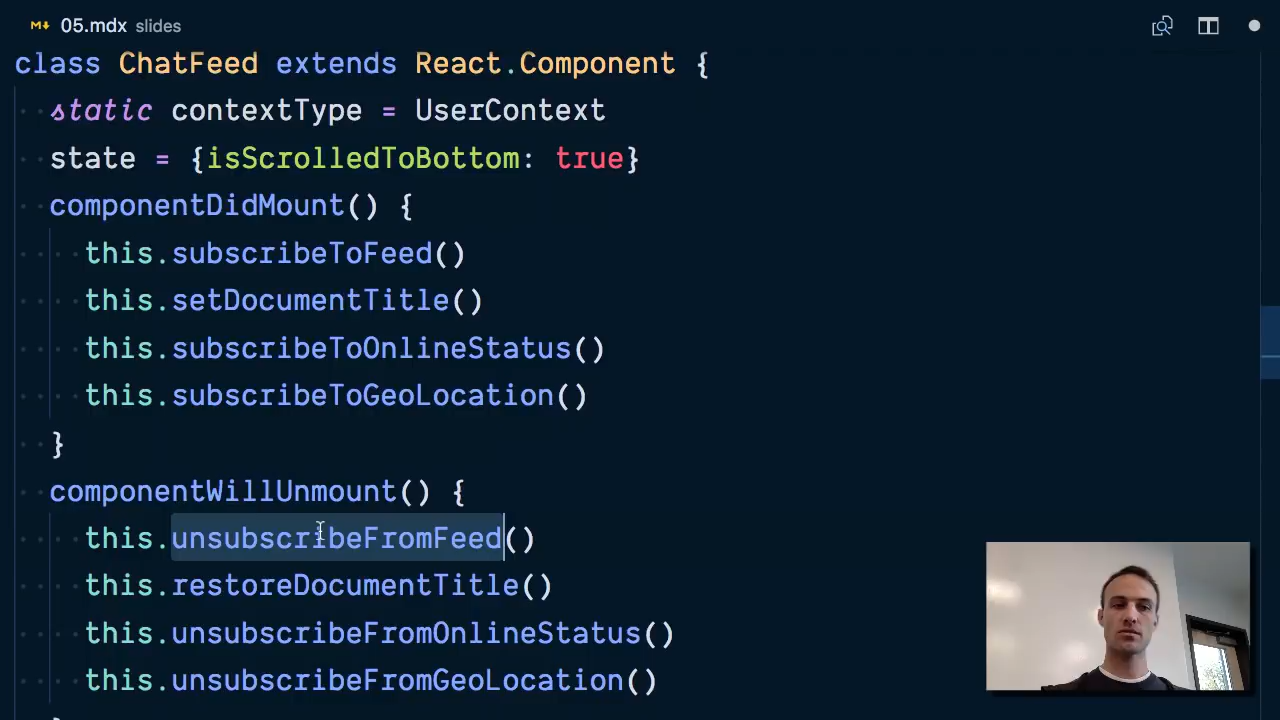 M↓ 05.mdx slides
class ChatFeed extends React.Component {
static contextType = UserContext
state = {isScrolledToBottom: true}
componentDidMount() {
this.subscribeToFeed()
this.setDocumentTitle()
this.subscribeToOnlineStatus()
this.subscribeToGeoLocation()
}
componentWillUnmount() {
this.unsubscribeFromFeed()
this.restoreDocumentTitle()
this.unsubscribeFromOnlineStatus()
this.unsubscribeFromGeoLocation()
}